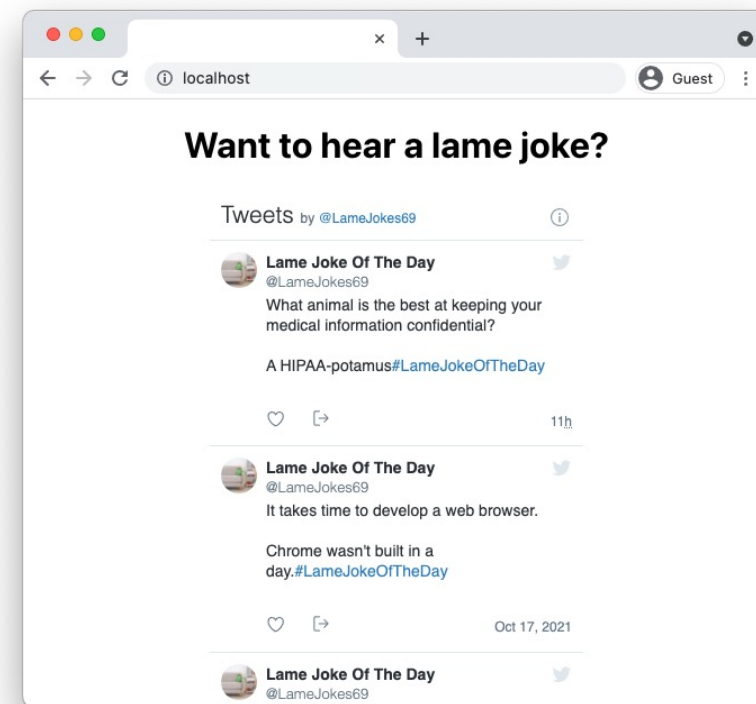 localhost
Guest
Want to hear a lame joke?
Tweets by @LameJokes69
Lame Joke Of The Day
@LameJokes69
What animal is the best at keeping your
medical information confidential?
A HIPAA-potamus#LameJokeOfTheDay
11h
Lame Joke Of The Day
@LameJokes69
It takes time to develop a web browser.
Chrome wasn't built in a
day.#LameJokeOfTheDay
Oct 17, 2021
Lame Joke Of The Day
@LameJokes69